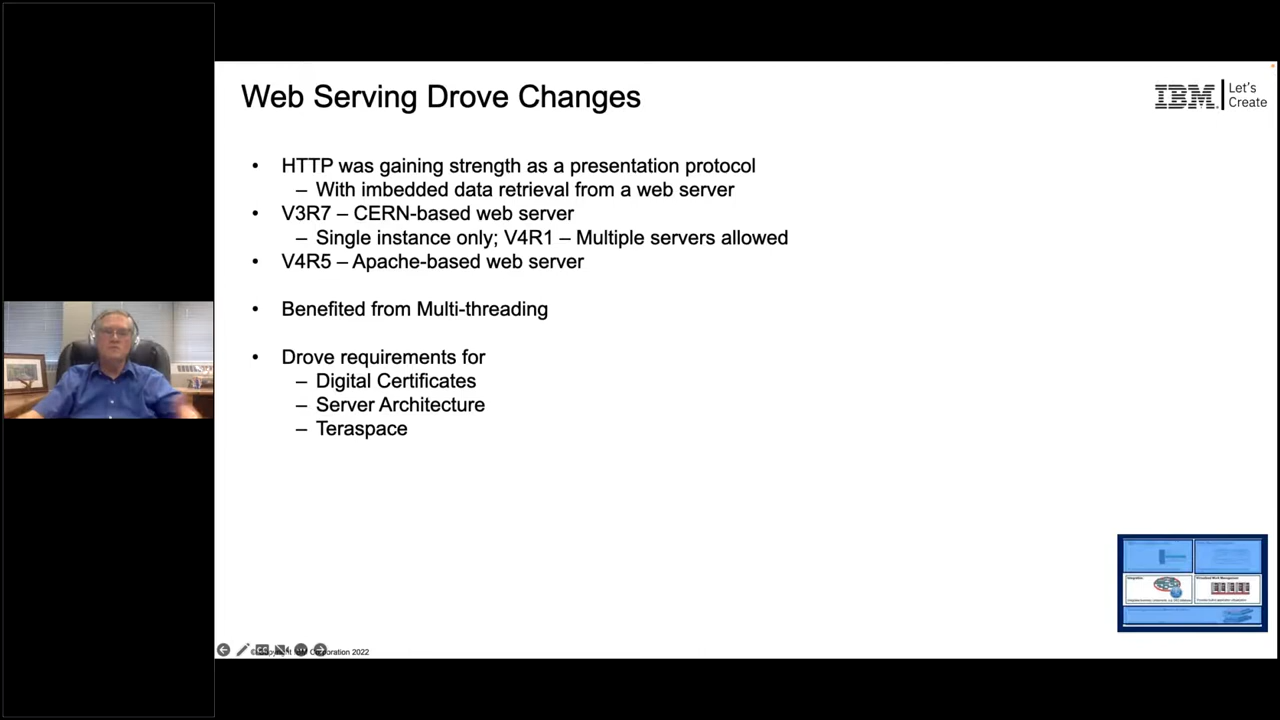 Web Serving Drove Changes
IBM
Let's
Create
• HTTP was gaining strength as a presentation protocol
– With imbedded data retrieval from a web server
• V3R7 – CERN-based web server
– Single instance only; V4R1 – Multiple servers allowed
• V4R5 – Apache-based web server
• Benefited from Multi-threading
• Drove requirements for
– Digital Certificates
– Server Architecture
– Teraspace
Integration
Corporation 2022